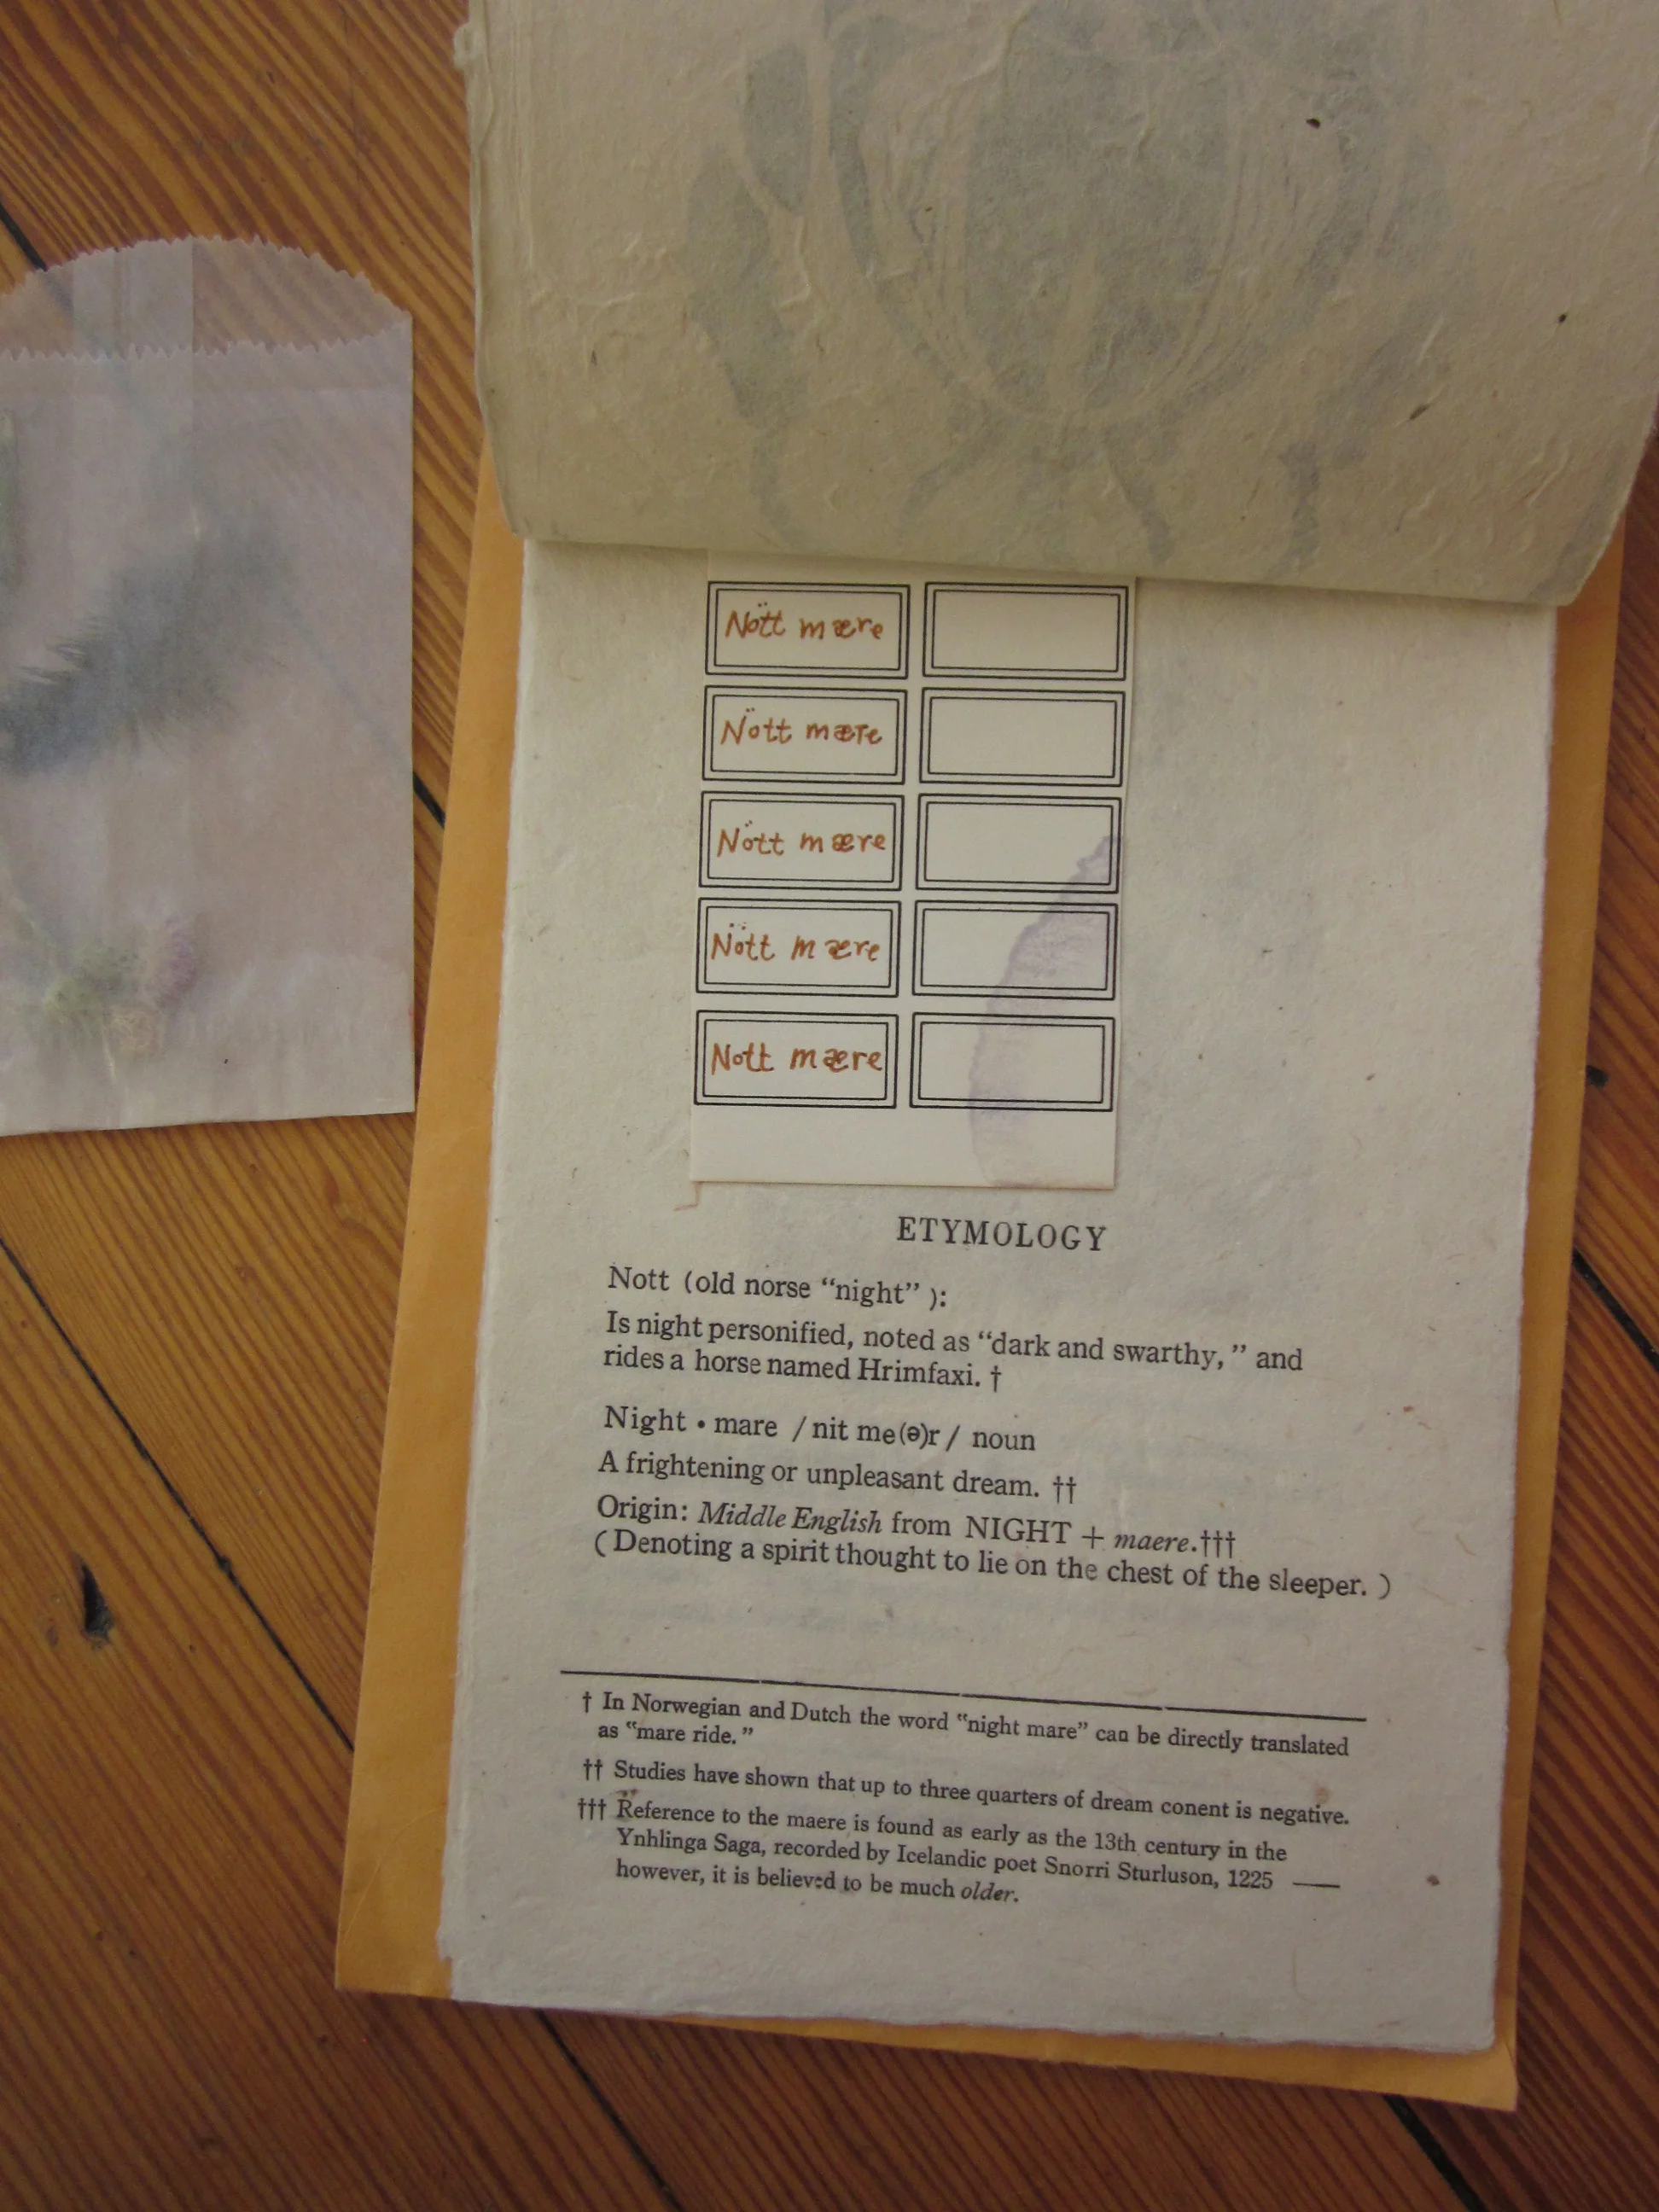 Nött mære
Nött mære
Nött mære
Nött mære
Nott mære
ETYMOLOGY
Nott (old norse “night” ):
Is night personified, noted as “dark and swarthy, ” and
rides a horse named Hrimfaxi. †
Night • mare / nit me(ə)r / noun
A frightening or unpleasant dream. ††
Origin: Middle English from NIGHT + maere.†††
( Denoting a spirit thought to lie on the chest of the sleeper. )
† In Norwegian and Dutch the word “night mare” can be directly translated
as “mare ride.”
†† Studies have shown that up to three quarters of dream conent is negative.
††† Reference to the maere is found as early as the 13th century in the
Ynhlinga Saga, recorded by Icelandic poet Snorri Sturluson, 1225 ——
however, it is believed to be much older.